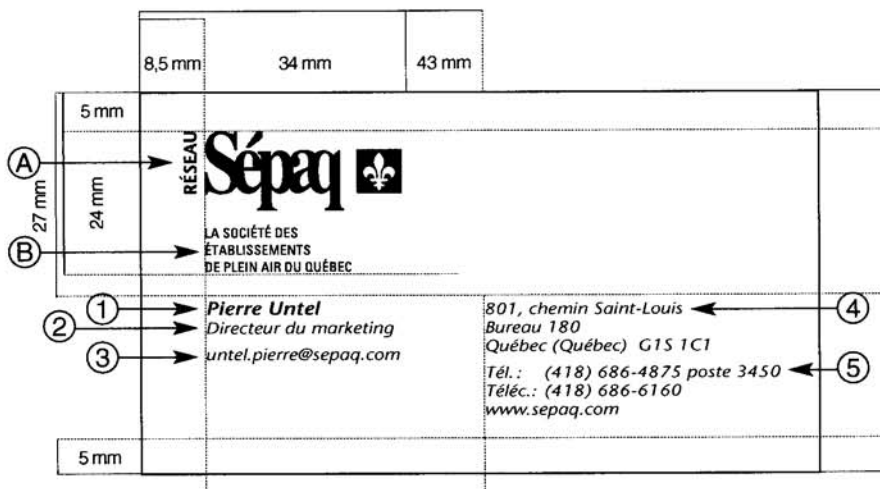 8,5 mm 34 mm 43 mm
5 mm
A
RÉSEAU
Sépaq
27 mm
24 mm
B
LA SOCIÉTÉ DES
ÉTABLISSEMENTS
DE PLEIN AIR DU QUÉBEC
1 Pierre Untel
2 Directeur du marketing
3 untel.pierre@sepaq.com
801, chemin Saint-Louis 4
Bureau 180
Québec (Québec) G1S 1C1
Tél.: (418) 686-4875 poste 3450 5
Téléc.: (418) 686-6160
www.sepaq.com
5 mm